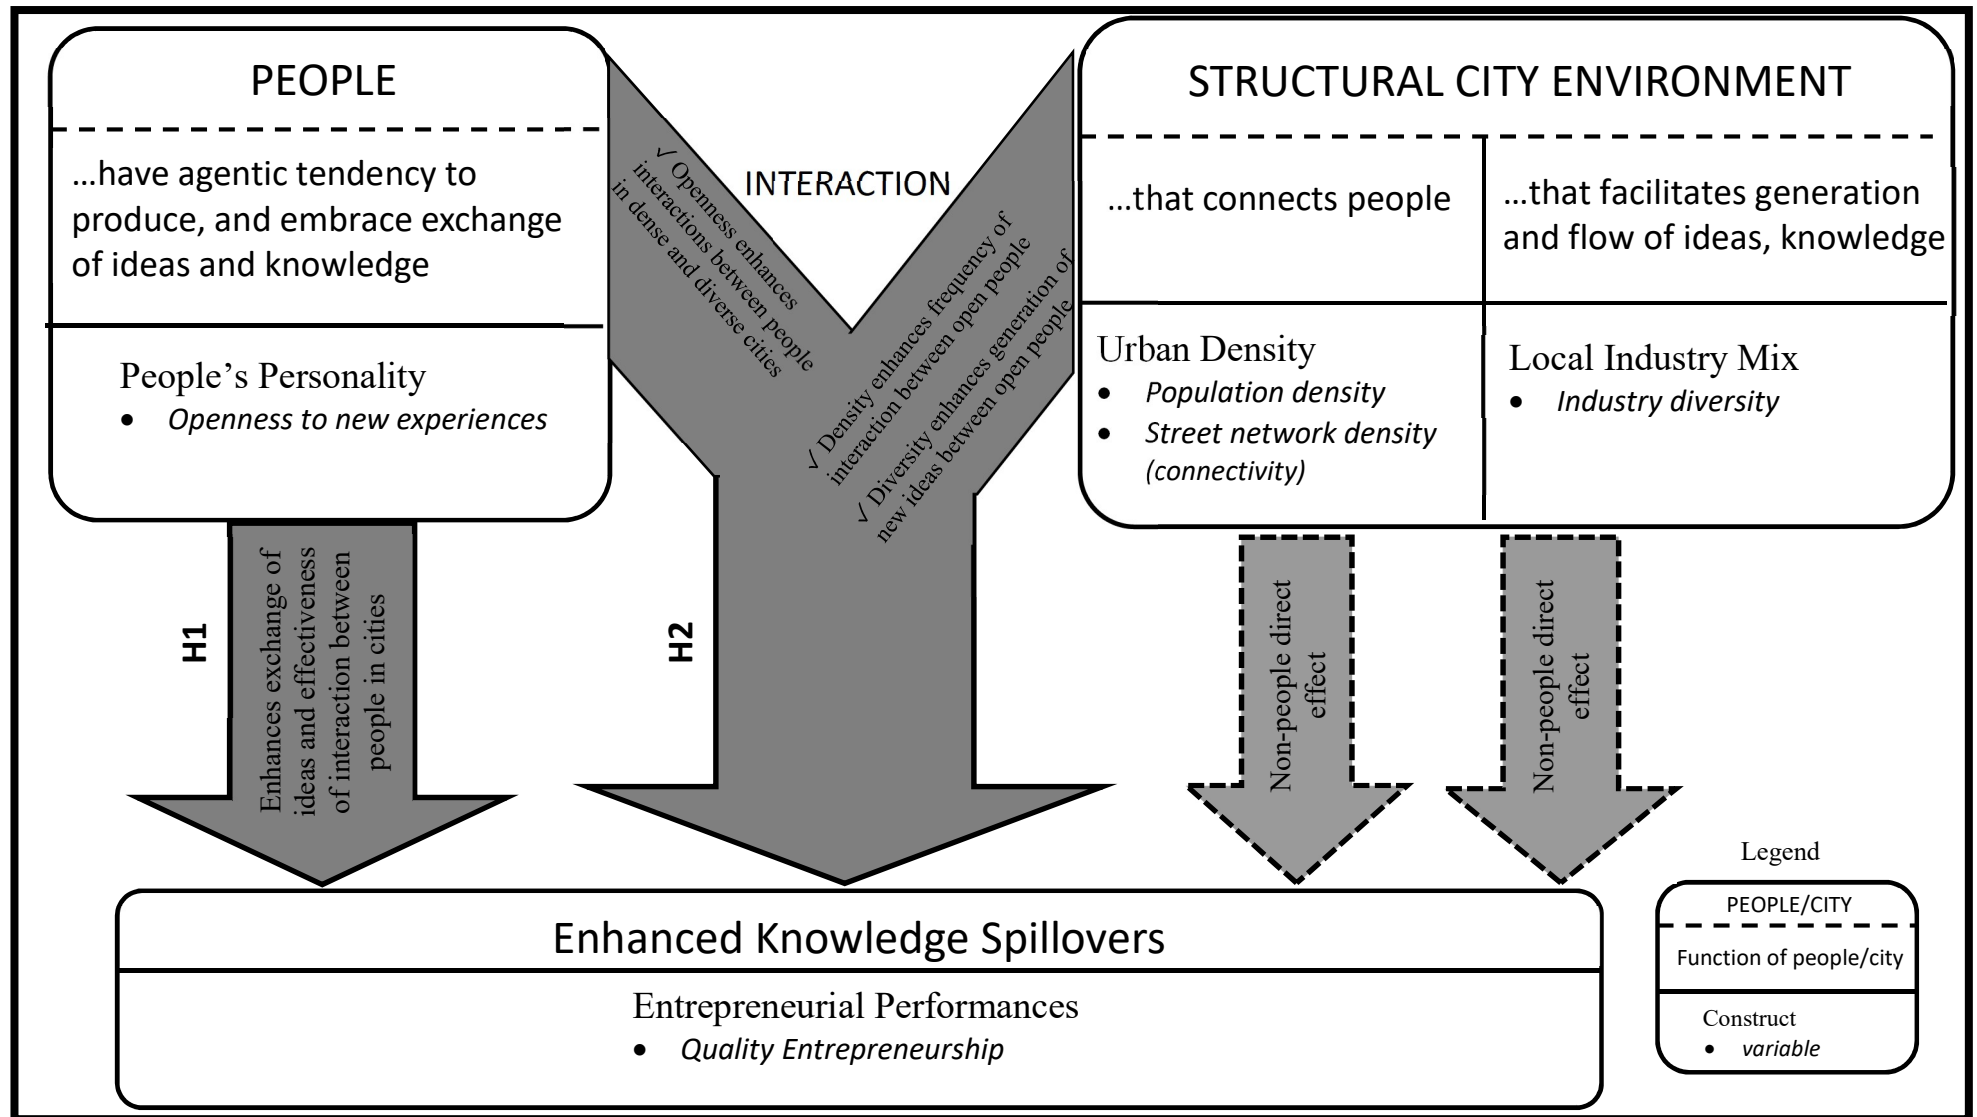 PEOPLE
…have agentic tendency to
produce, and embrace exchange
of ideas and knowledge
People’s Personality
• Openness to new experiences
INTERACTION
✓ Openness enhances
interactions between people
in dense and diverse cities
✓ Density enhances frequency of
interaction between open people
✓ Diversity enhances generation of
new ideas between open people
STRUCTURAL CITY ENVIRONMENT
…that connects people
…that facilitates generation
and flow of ideas, knowledge
Urban Density
• Population density
• Street network density
(connectivity)
Local Industry Mix
• Industry diversity
H1
Enhances exchange of
ideas and effectiveness
of interaction between
people in cities
H2
Non-people direct
effect
Non-people direct
effect
Enhanced Knowledge Spillovers
Entrepreneurial Performances
• Quality Entrepreneurship
Legend
PEOPLE/CITY
Function of people/city
Construct
• variable